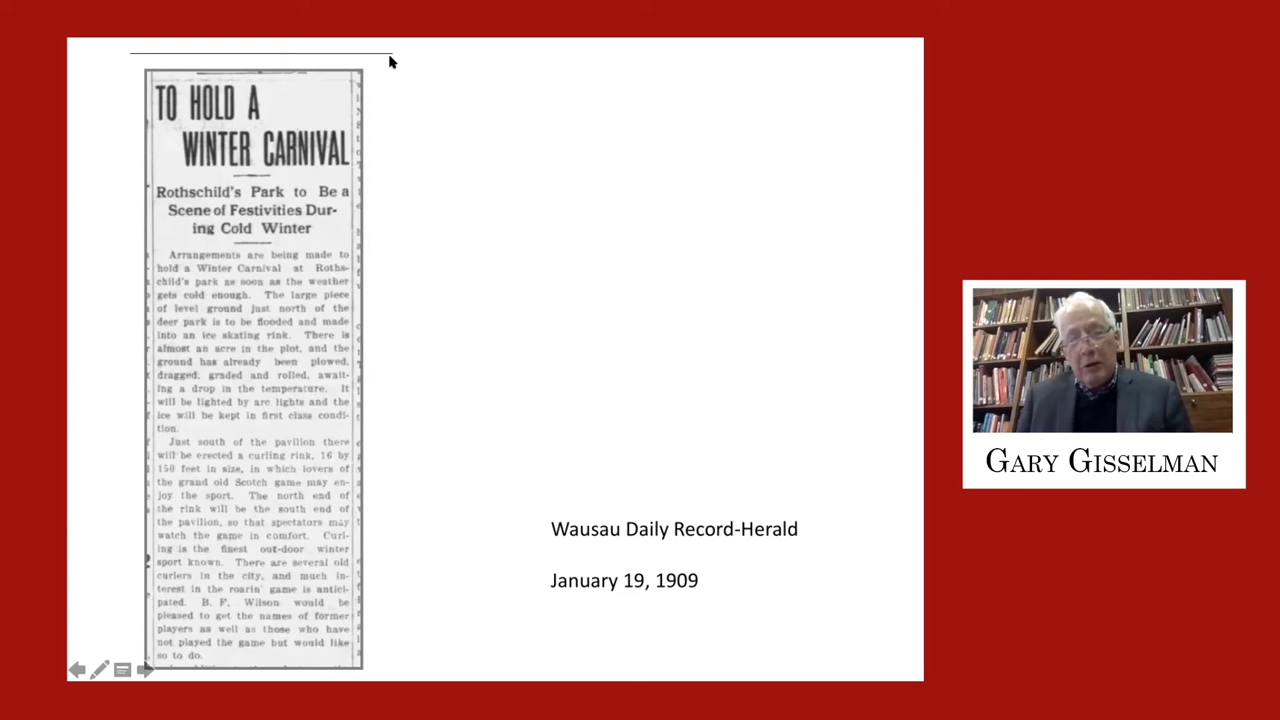 TO HOLD A
WINTER CARNIVAL
Rothschild's Park to Be a
Scene of Festivities Dur-
ing Cold Winter
Arrangements are being made to
hold a Winter Carnival at Roths-
child's park as soon as the weather
gets cold enough. The large piece
of level ground just north of the
deer park is to be flooded and made
into an ice skating rink. There is
almost an acre in the plot, and the
ground has already been plowed,
dragged, graded and rolled, await-
ing a drop in the temperature. It
will be lighted by arc lights and the
ice will be kept in first class condi-
tion.
Just south of the pavilion there
will be erected a curling rink, 16 by
150 feet in size, in which lovers of
the grand old Scotch game may en-
joy the sport. The north end of
the rink will be the south end of
the pavilion, so that spectators may
watch the game in comfort. Curl-
ing is the finest out-door winter
sport known. There are several old
curlers in the city, and much in-
terest in the roarin' game is antici-
pated. B. F. Wilson would be
pleased to get the names of former
players as well as those who have
not played the game but would like
so to do.
Wausau Daily Record-Herald
January 19, 1909
GARY GISSELMAN